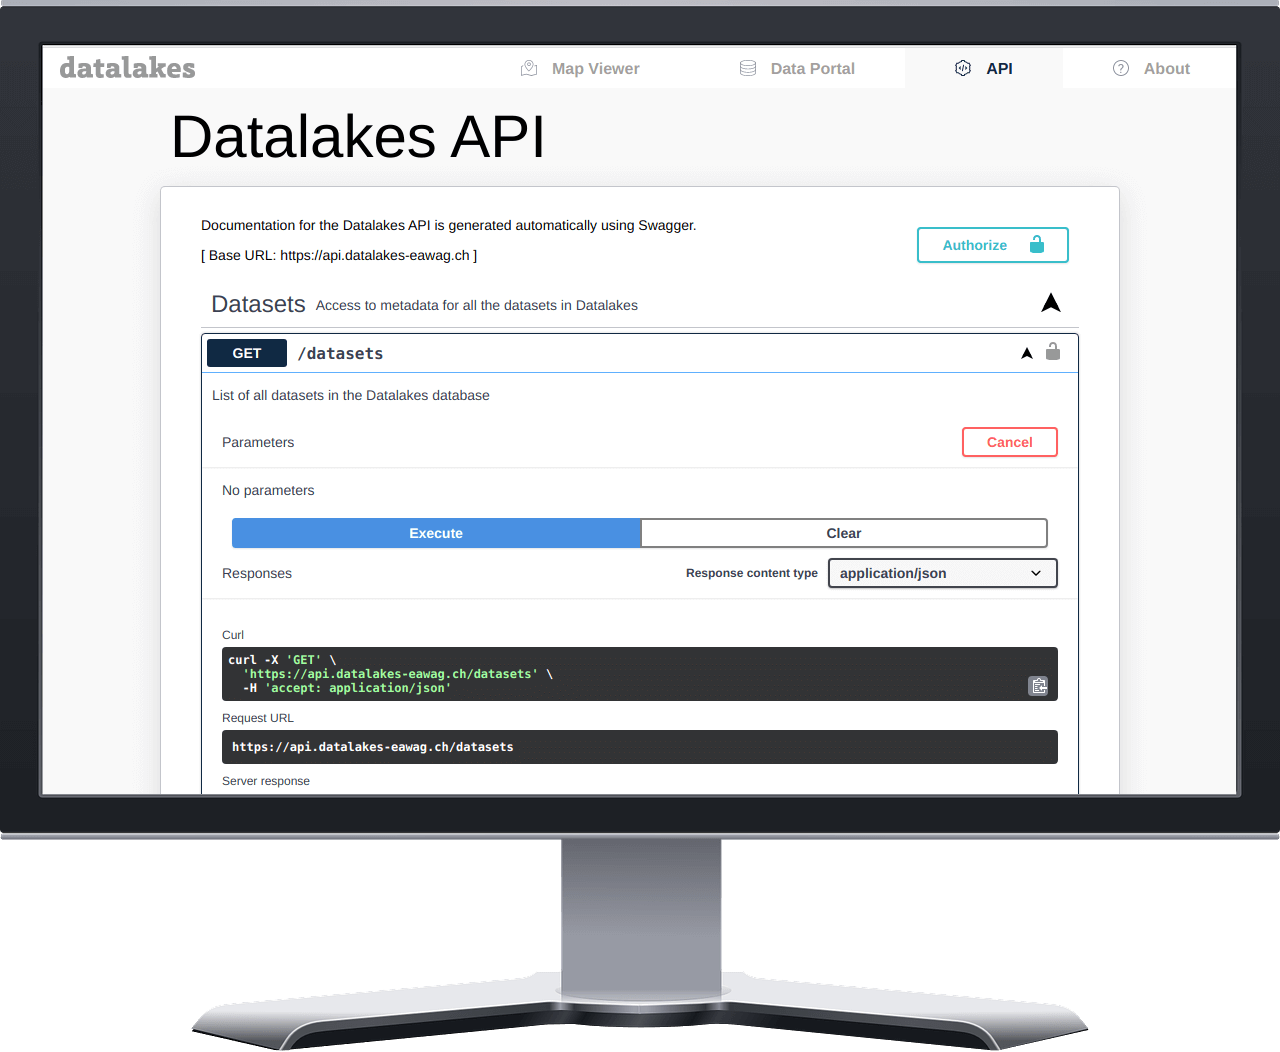 datalakes
Map Viewer
Data Portal
API
About
Datalakes API
Documentation for the Datalakes API is generated automatically using Swagger.
[ Base URL: https://api.datalakes-eawag.ch ]
Authorize
Datasets Access to metadata for all the datasets in Datalakes
GET /datasets
List of all datasets in the Datalakes database
Parameters
Cancel
No parameters
Execute
Clear
Responses
Response content type
application/json
Curl
curl -X 'GET' \
'https://api.datalakes-eawag.ch/datasets' \
-H 'accept: application/json'
Request URL
https://api.datalakes-eawag.ch/datasets
Server response